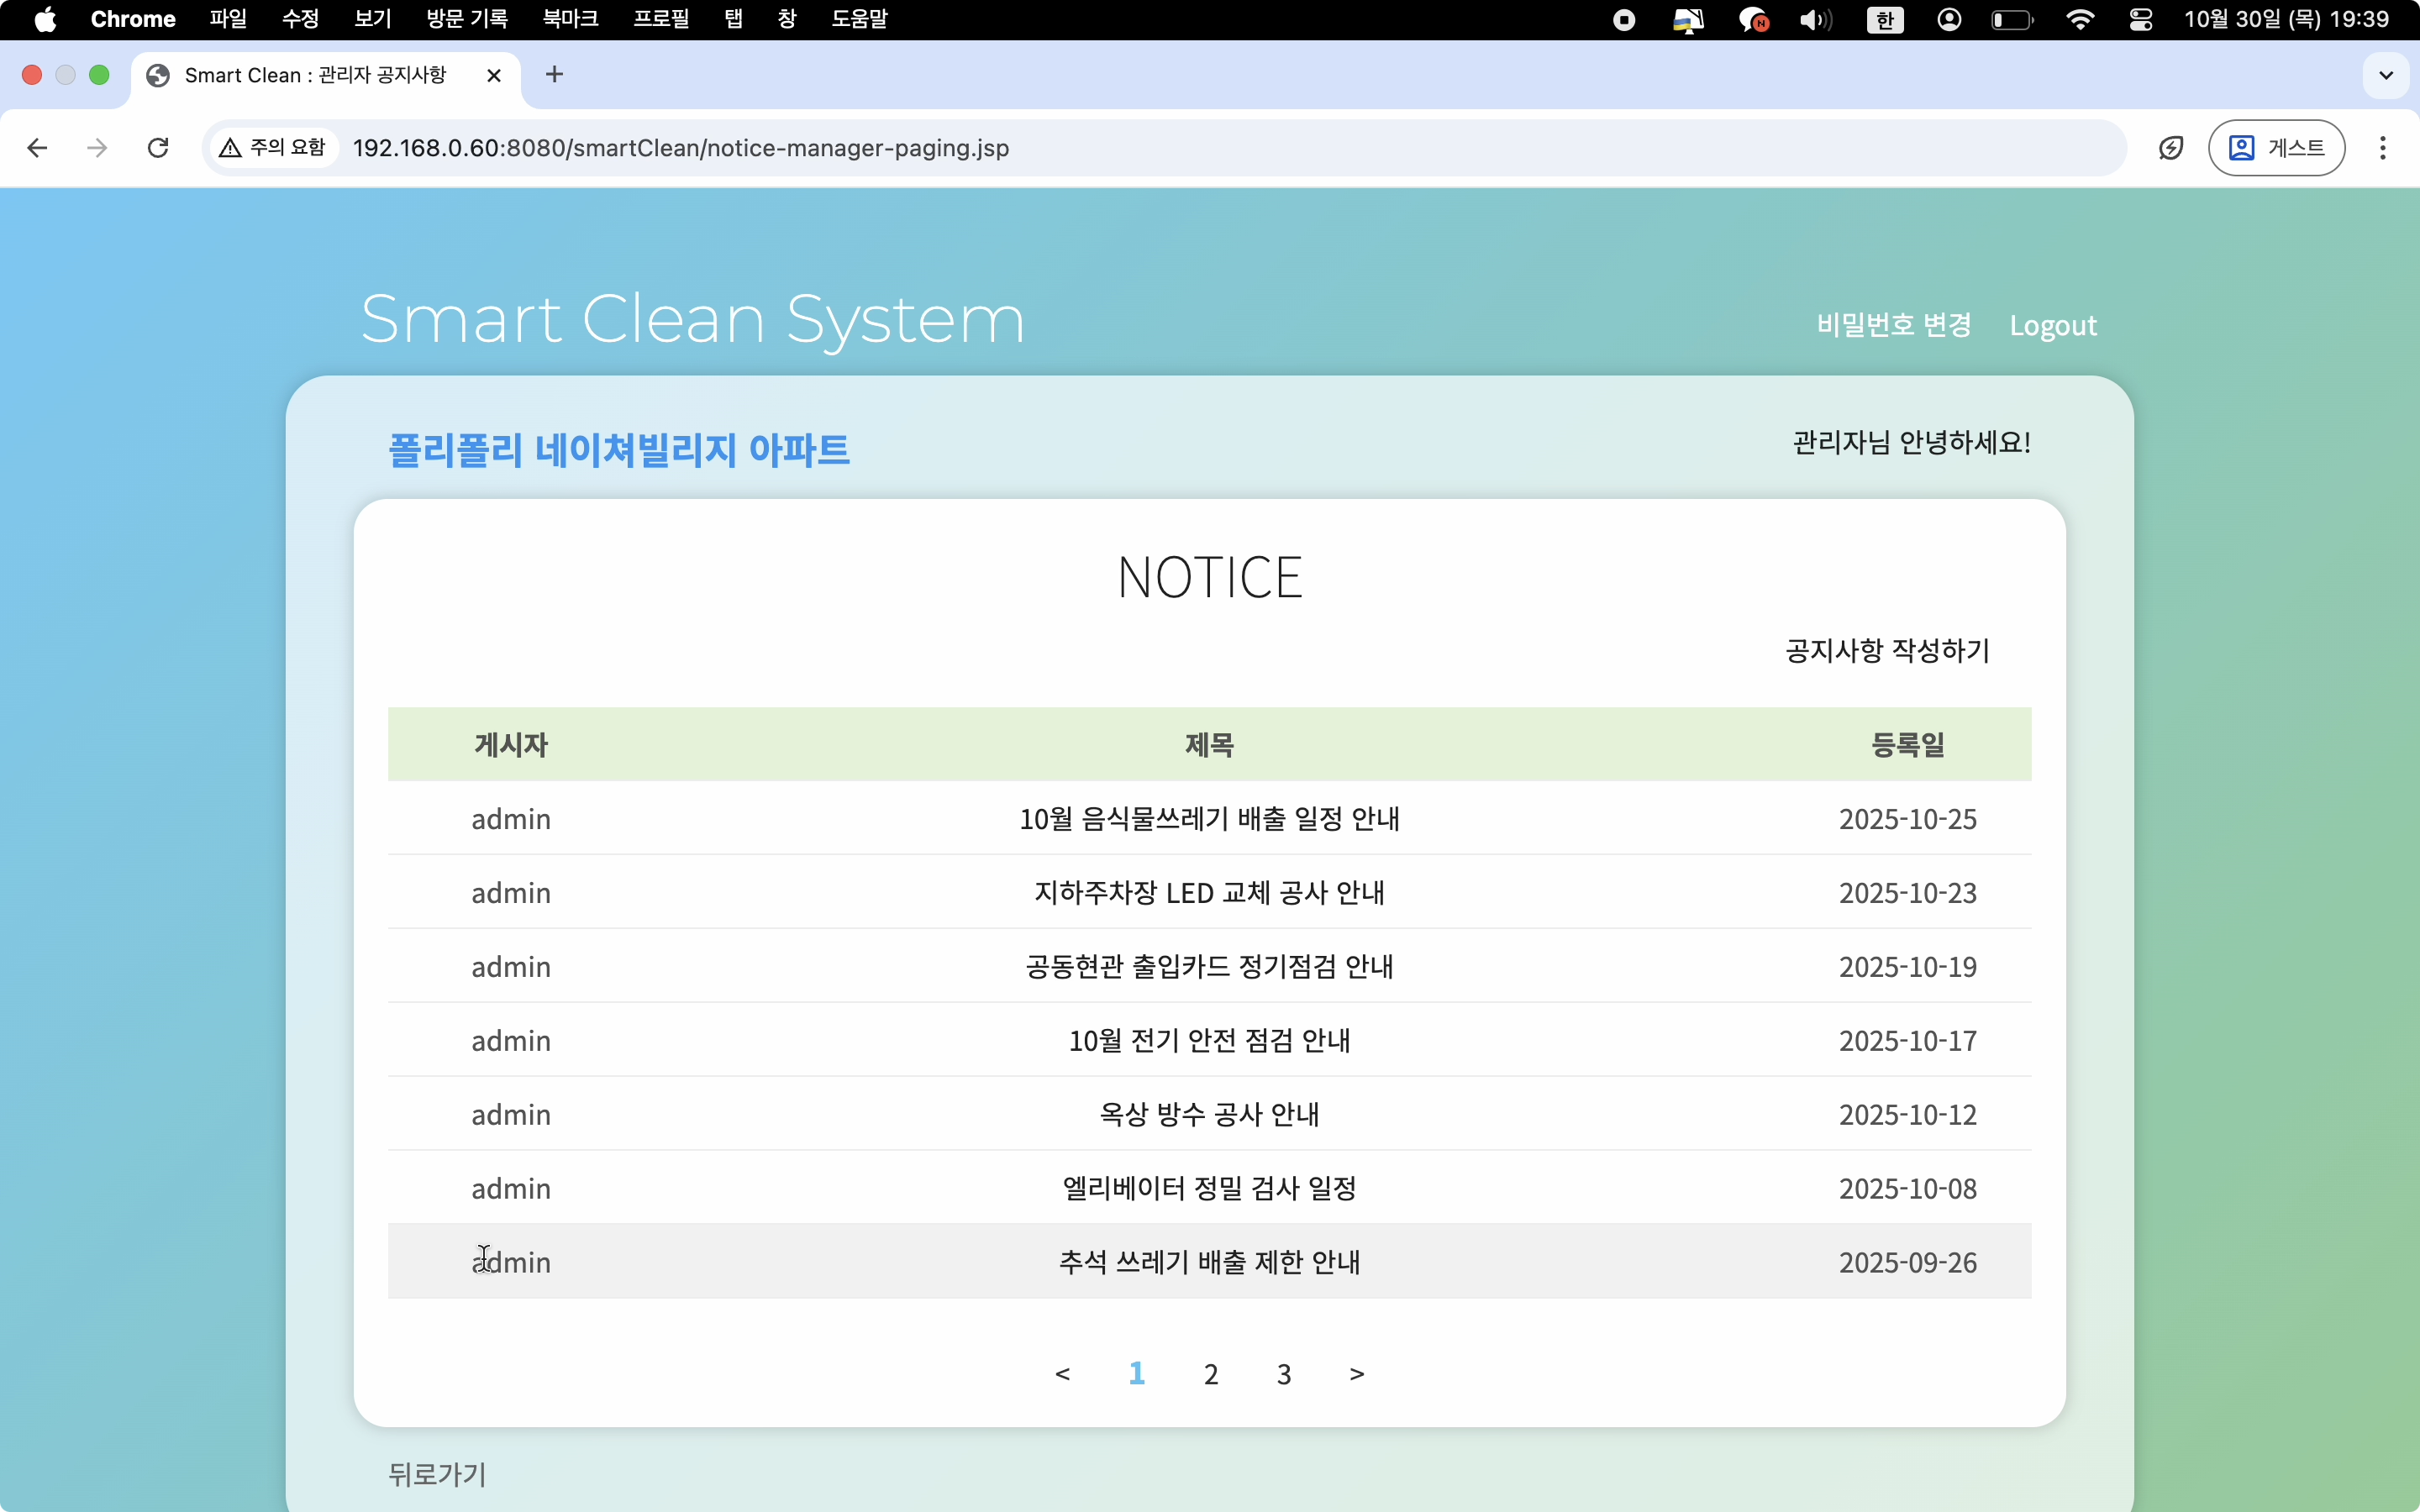 Chrome 파일 수정 보기 방문 기록 북마크 프로필 탭 창 도움말 N 한 10월 30일 (목) 19:39
Smart Clean : 관리자 공지사항
주의 요함 192.168.0.60:8080/smartClean/notice-manager-paging.jsp 게스트
Smart Clean System
비밀번호 변경 Logout
폴리폴리 네이쳐빌리지 아파트
관리자님 안녕하세요!
NOTICE
공지사항 작성하기
게시자 제목 등록일
admin 10월 음식물쓰레기 배출 일정 안내 2025-10-25
admin 지하주차장 LED 교체 공사 안내 2025-10-23
admin 공동현관 출입카드 정기점검 안내 2025-10-19
admin 10월 전기 안전 점검 안내 2025-10-17
admin 옥상 방수 공사 안내 2025-10-12
admin 엘리베이터 정밀 검사 일정 2025-10-08
admin 추석 쓰레기 배출 제한 안내 2025-09-26
< 1 2 3 >
뒤로가기